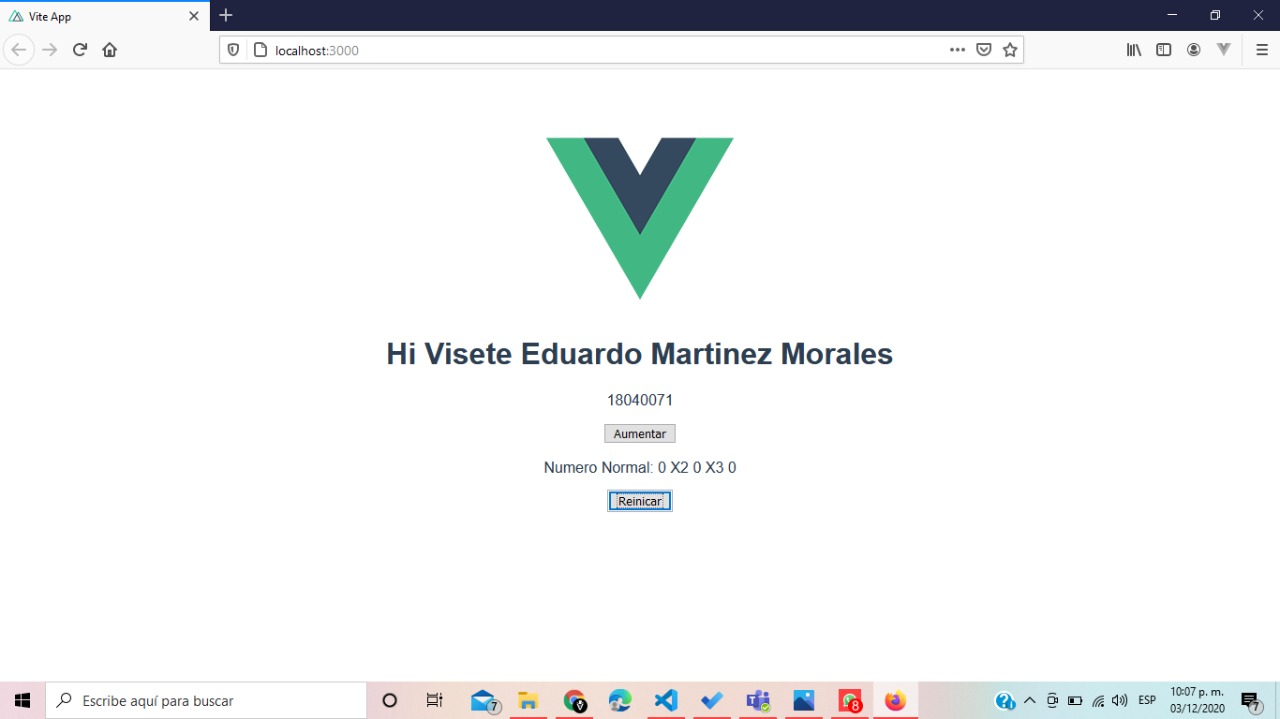 Vite App
localhost:3000
Hi Visete Eduardo Martinez Morales
18040071
Aumentar
Numero Normal: 0 X2 0 X3 0
Reinicar
Escribe aquí para buscar
7
8
ESP
10:07 p. m.
03/12/2020
7